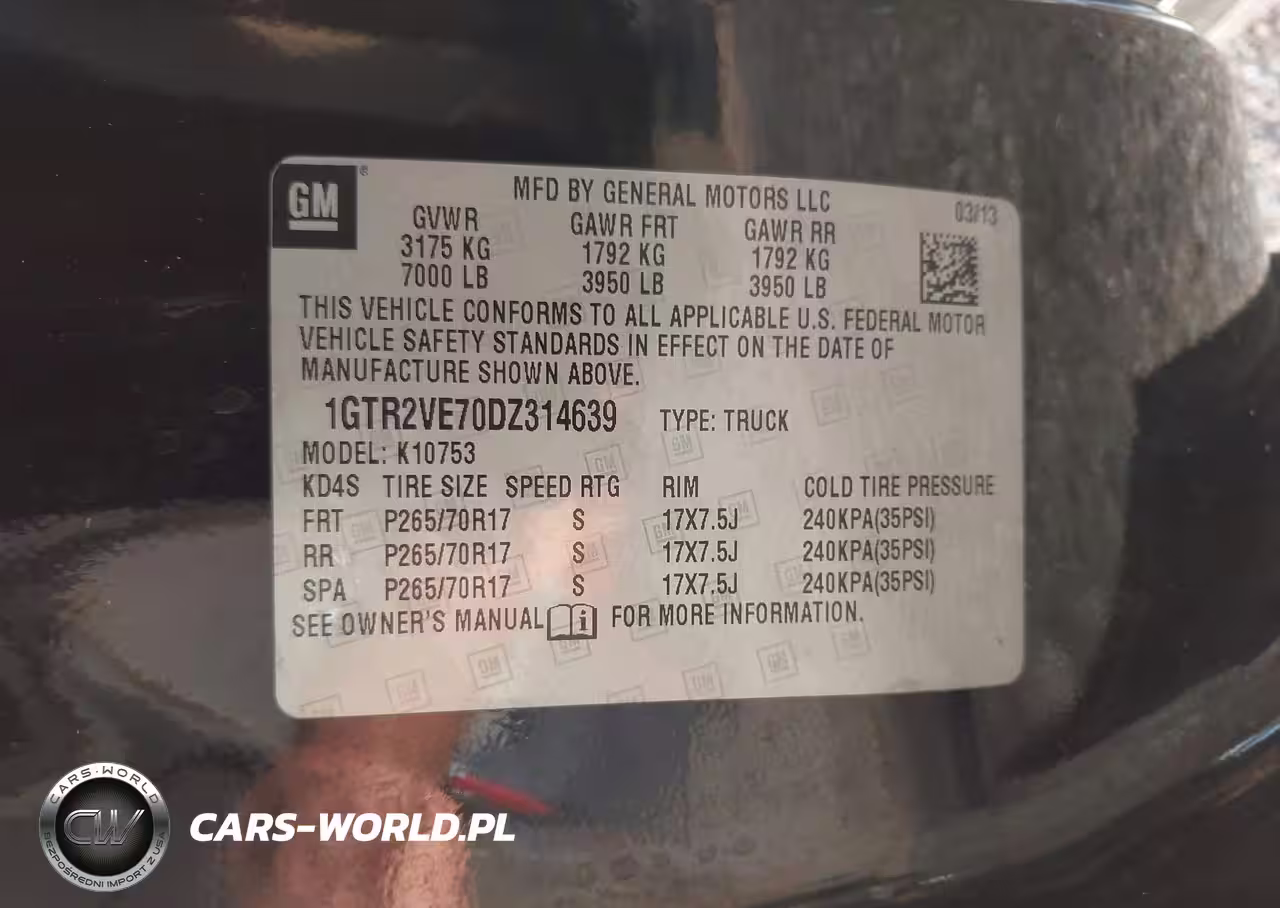 GM
®
MFD BY GENERAL MOTORS LLC
03/13
GVWR GAWR FRT GAWR RR
3175 KG 1792 KG 1792 KG
7000 LB 3950 LB 3950 LB
THIS VEHICLE CONFORMS TO ALL APPLICABLE U.S. FEDERAL MOTOR
VEHICLE SAFETY STANDARDS IN EFFECT ON THE DATE OF
MANUFACTURE SHOWN ABOVE.
1GTR2VE70DZ314639 TYPE: TRUCK
MODEL: K10753
KD4S TIRE SIZE SPEED RTG RIM COLD TIRE PRESSURE
FRT P265/70R17 S 17X7.5J 240KPA(35PSI)
RR P265/70R17 S 17X7.5J 240KPA(35PSI)
SPA P265/70R17 S 17X7.5J 240KPA(35PSI)
SEE OWNER'S MANUAL i FOR MORE INFORMATION.
CARS-WORLD
CW
BEZPOŚREDNI IMPORT Z USA
CARS-WORLD.PL